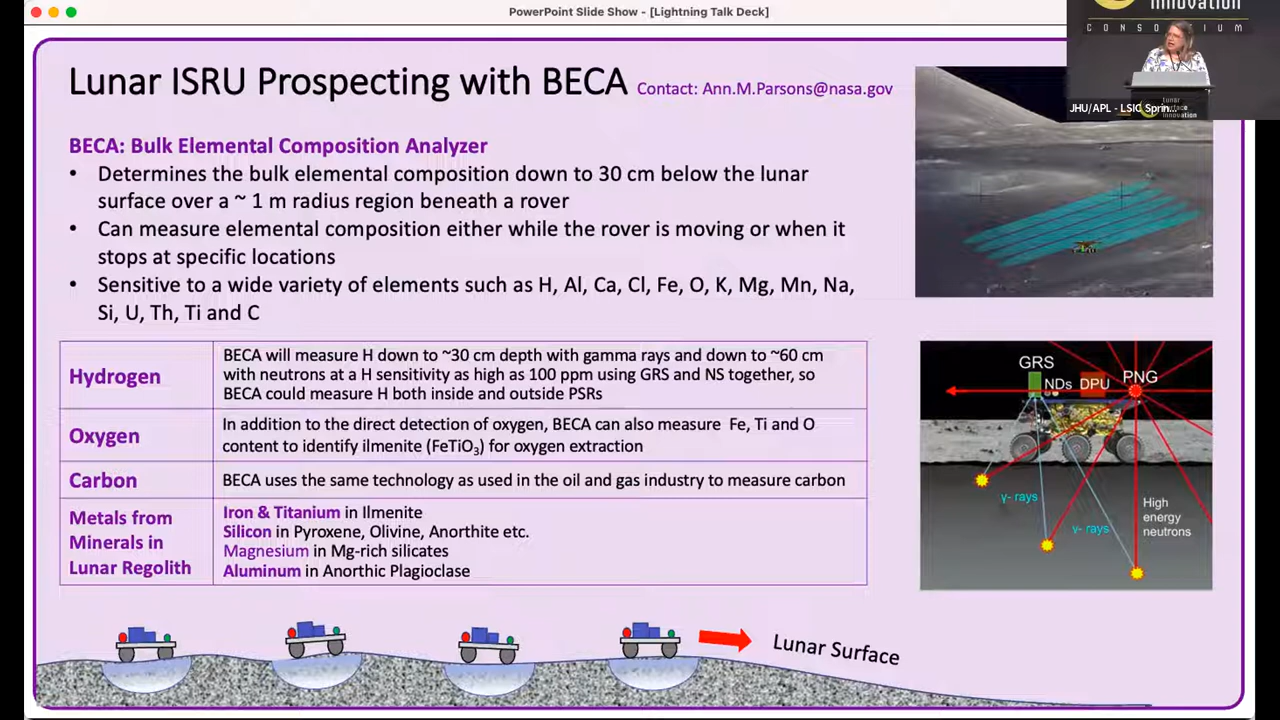 PowerPoint Slide Show - [Lightning Talk Deck]
Innovation
CONSORTIUM
JHU/APL - LSIC Sprin...
Lunar
Surface
Innovation
Lunar ISRU Prospecting with BECA Contact: Ann.M.Parsons@nasa.gov
BECA: Bulk Elemental Composition Analyzer
• Determines the bulk elemental composition down to 30 cm below the lunar
surface over a ~ 1 m radius region beneath a rover
• Can measure elemental composition either while the rover is moving or when it
stops at specific locations
• Sensitive to a wide variety of elements such as H, Al, Ca, Cl, Fe, O, K, Mg, Mn, Na,
Si, U, Th, Ti and C
Hydrogen
BECA will measure H down to ~30 cm depth with gamma rays and down to ~60 cm
with neutrons at a H sensitivity as high as 100 ppm using GRS and NS together, so
BECA could measure H both inside and outside PSRs
Oxygen
In addition to the direct detection of oxygen, BECA can also measure Fe, Ti and O
content to identify ilmenite (FeTiO₃) for oxygen extraction
Carbon
BECA uses the same technology as used in the oil and gas industry to measure carbon
Metals from
Minerals in
Lunar Regolith
Iron & Titanium in Ilmenite
Silicon in Pyroxene, Olivine, Anorthite etc.
Magnesium in Mg-rich silicates
Aluminum in Anorthic Plagioclase
GRS
NDs
DPU
PNG
γ- rays
γ- rays
High
energy
neutrons
Lunar Surface